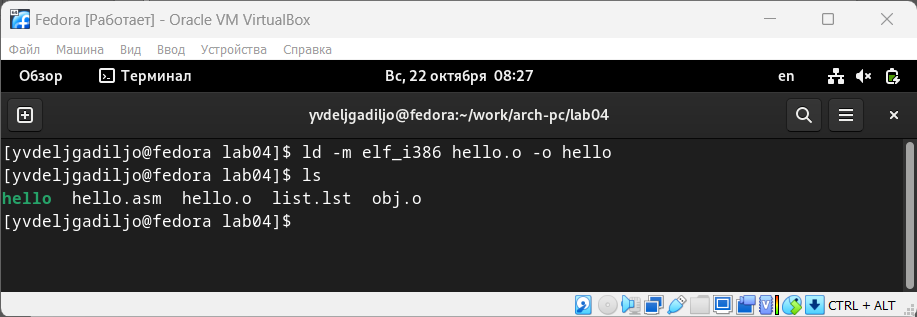 Fedora [Работает] - Oracle VM VirtualBox
Файл Машина Вид Ввод Устройства Справка
Обзор Терминал Вс, 22 октября 08:27 en
yvdeljgadiljo@fedora:~/work/arch-pc/lab04
[yvdeljgadiljo@fedora lab04]$ ld -m elf_i386 hello.o -o hello
[yvdeljgadiljo@fedora lab04]$ ls
hello hello.asm hello.o list.lst obj.o
[yvdeljgadiljo@fedora lab04]$
CTRL + ALT